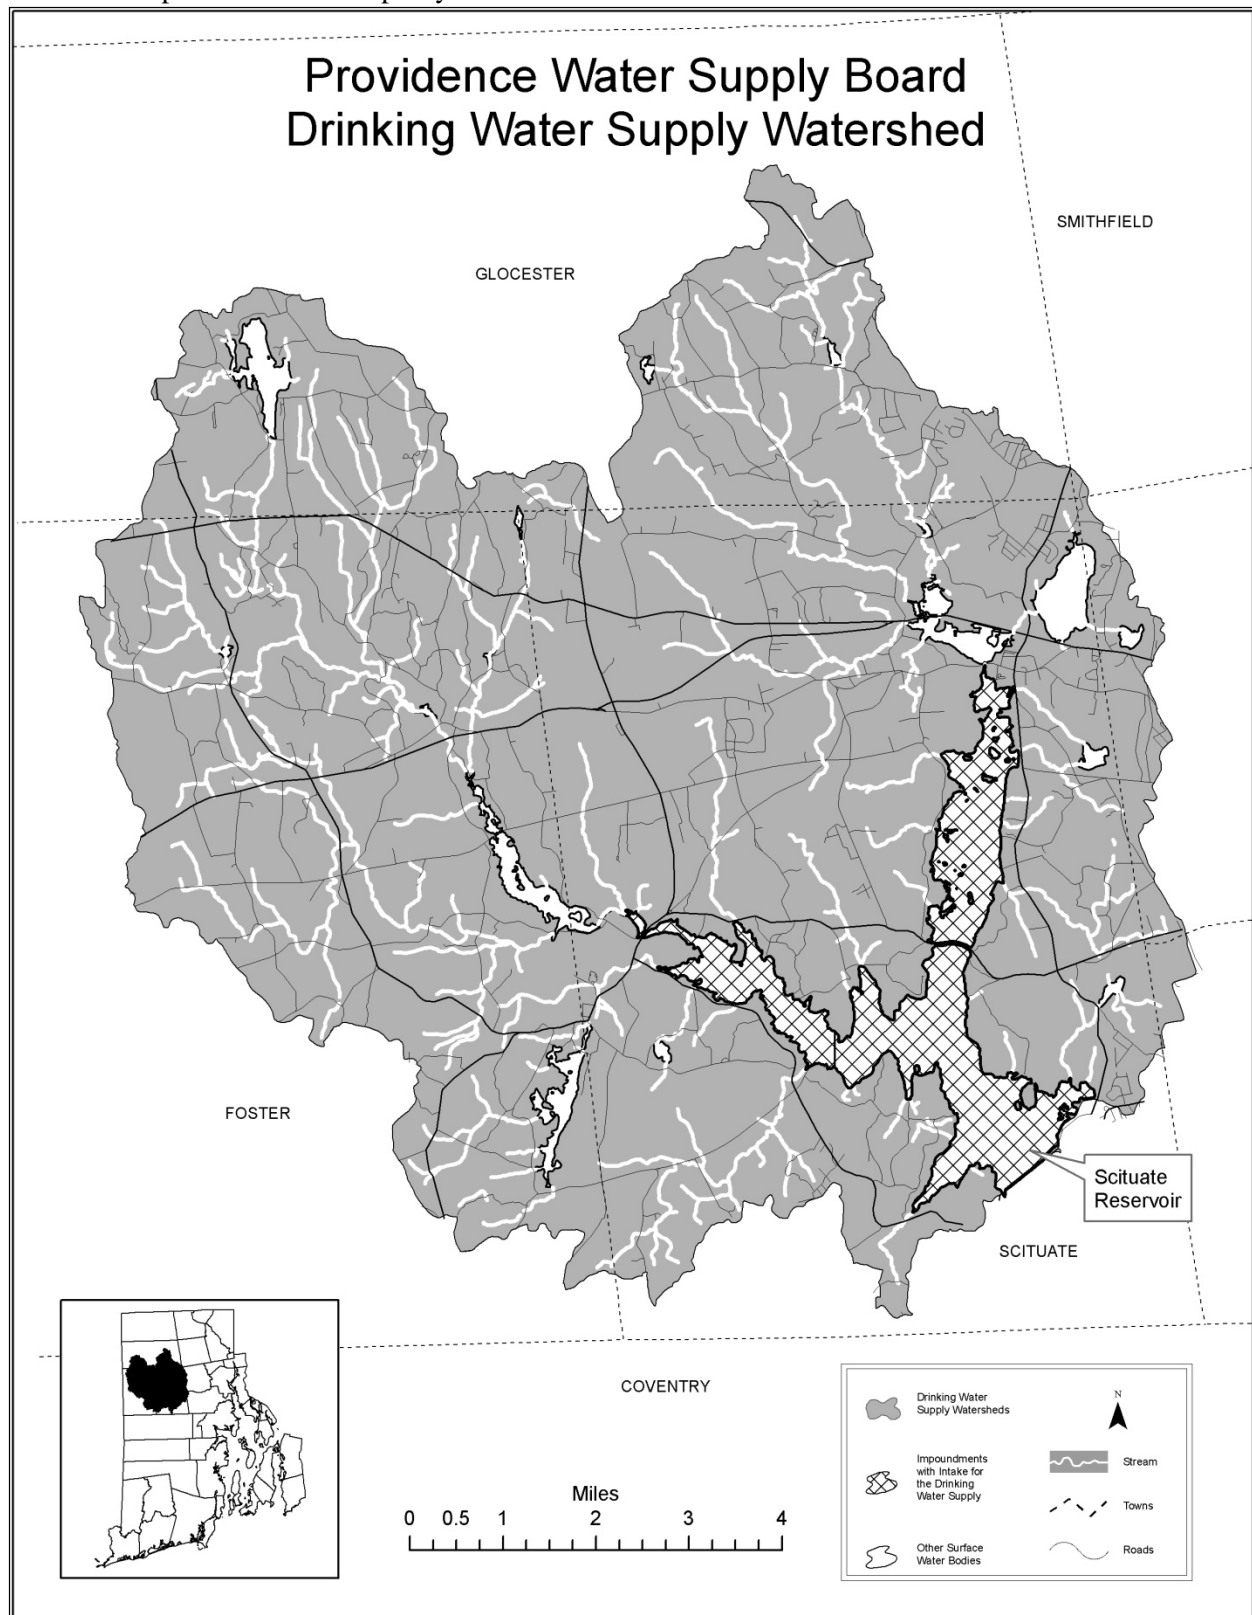 Providence Water Supply Board
Drinking Water Supply Watershed
SMITHFIELD
GLOCESTER
FOSTER
Scituate
Reservoir
SCITUATE
COVENTRY
Miles
0 0.5 1 2 3 4
Drinking Water
Supply Watersheds
N
Impoundments
with Intake for
the Drinking
Water Supply
Stream
Towns
Other Surface
Water Bodies
Roads